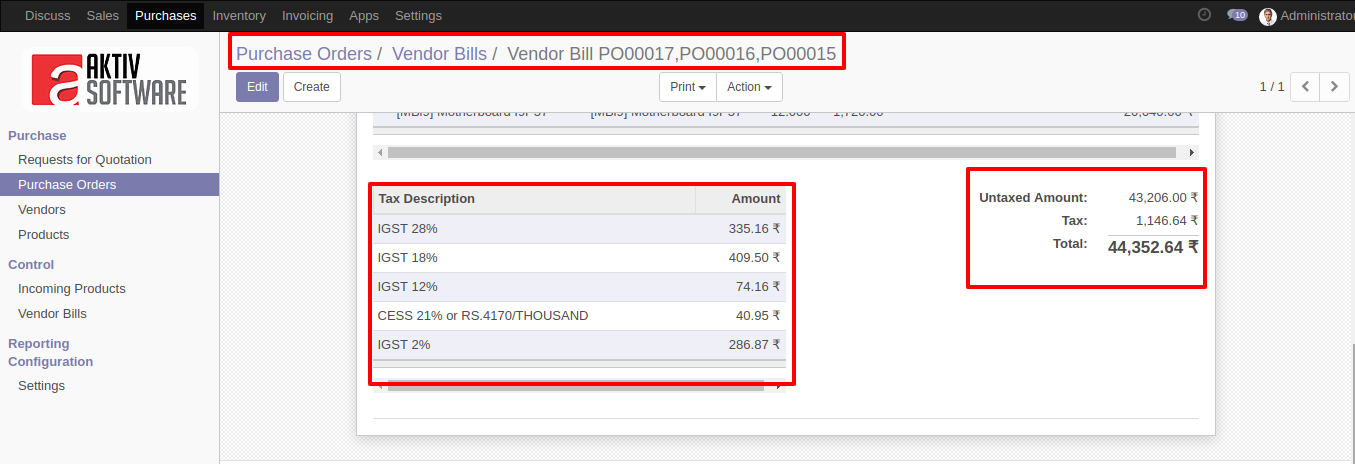 Discuss Sales Purchases Inventory Invoicing Apps Settings 10 Administrator
AKTIV
SOFTWARE
Purchase Orders / Vendor Bills / Vendor Bill PO00017,PO00016,PO00015
Edit Create Print Action 1 / 1
Purchase
Requests for Quotation
Purchase Orders
Vendors
Products
Control
Incoming Products
Vendor Bills
Reporting
Configuration
Settings
Tax Description Amount
IGST 28% 335.16 ₹
IGST 18% 409.50 ₹
IGST 12% 74.16 ₹
CESS 21% or RS.4170/THOUSAND 40.95 ₹
IGST 2% 286.87 ₹
Untaxed Amount: 43,206.00 ₹
Tax: 1,146.64 ₹
Total: 44,352.64 ₹